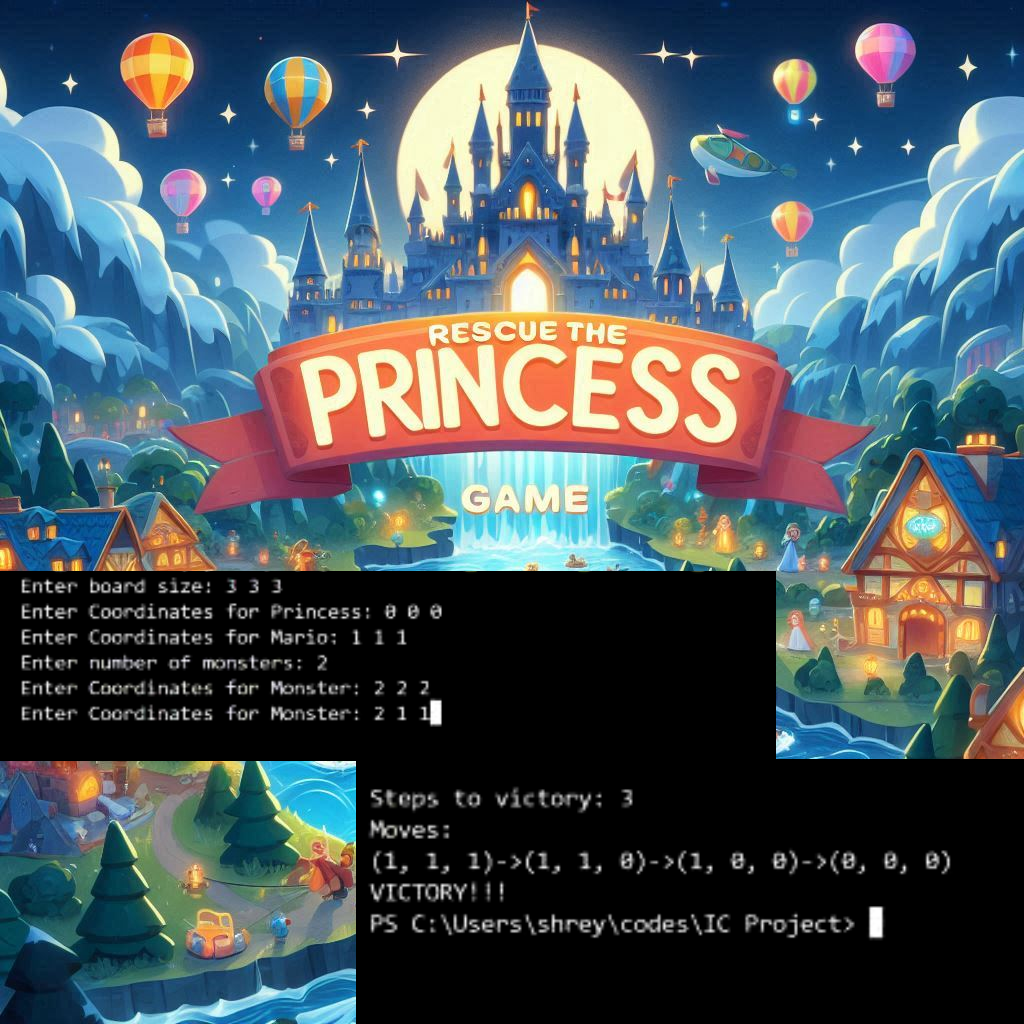 RESCUE THE
PRINCESS
GAME
Enter board size: 3 3 3
Enter Coordinates for Princess: 0 0 0
Enter Coordinates for Mario: 1 1 1
Enter number of monsters: 2
Enter Coordinates for Monster: 2 2 2
Enter Coordinates for Monster: 2 1 1
Steps to victory: 3
Moves:
(1, 1, 1)->(1, 1, 0)->(1, 0, 0)->(0, 0, 0)
VICTORY!!!
PS C:\Users\shrey\codes\IC Project>